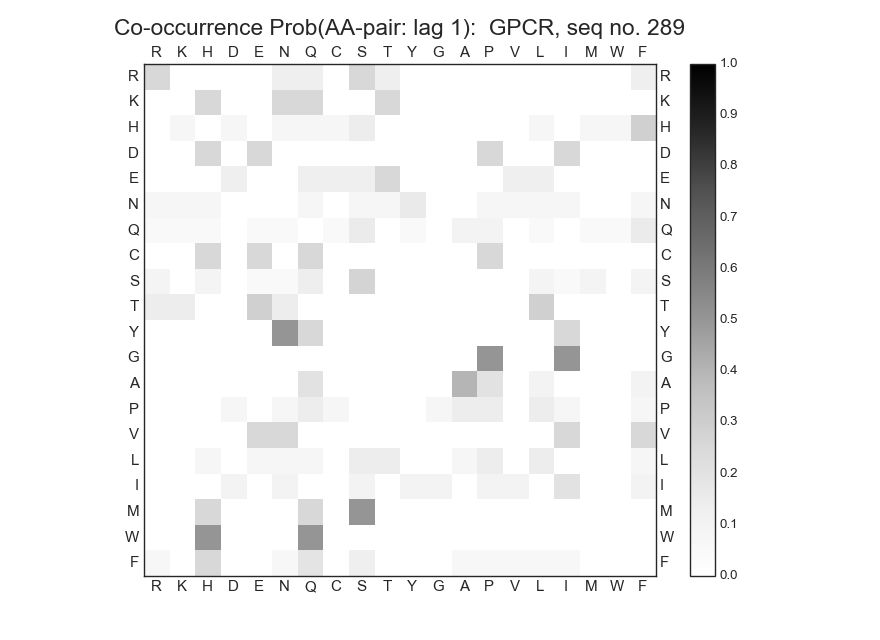 Co-occurrence Prob(AA-pair: lag 1):  GPCR, seq no. 289
R K H D E N Q C S T Y G A P V L I M W F
R R 1.0
K K 0.9
H H
D D 0.8
E E
N N 0.7
Q Q
C C 0.6
S S
T T 0.5
Y Y
G G 0.4
A A
P P 0.3
V V
L L 0.2
I I
M M 0.1
W W
F F 0.0
R K H D E N Q C S T Y G A P V L I M W F